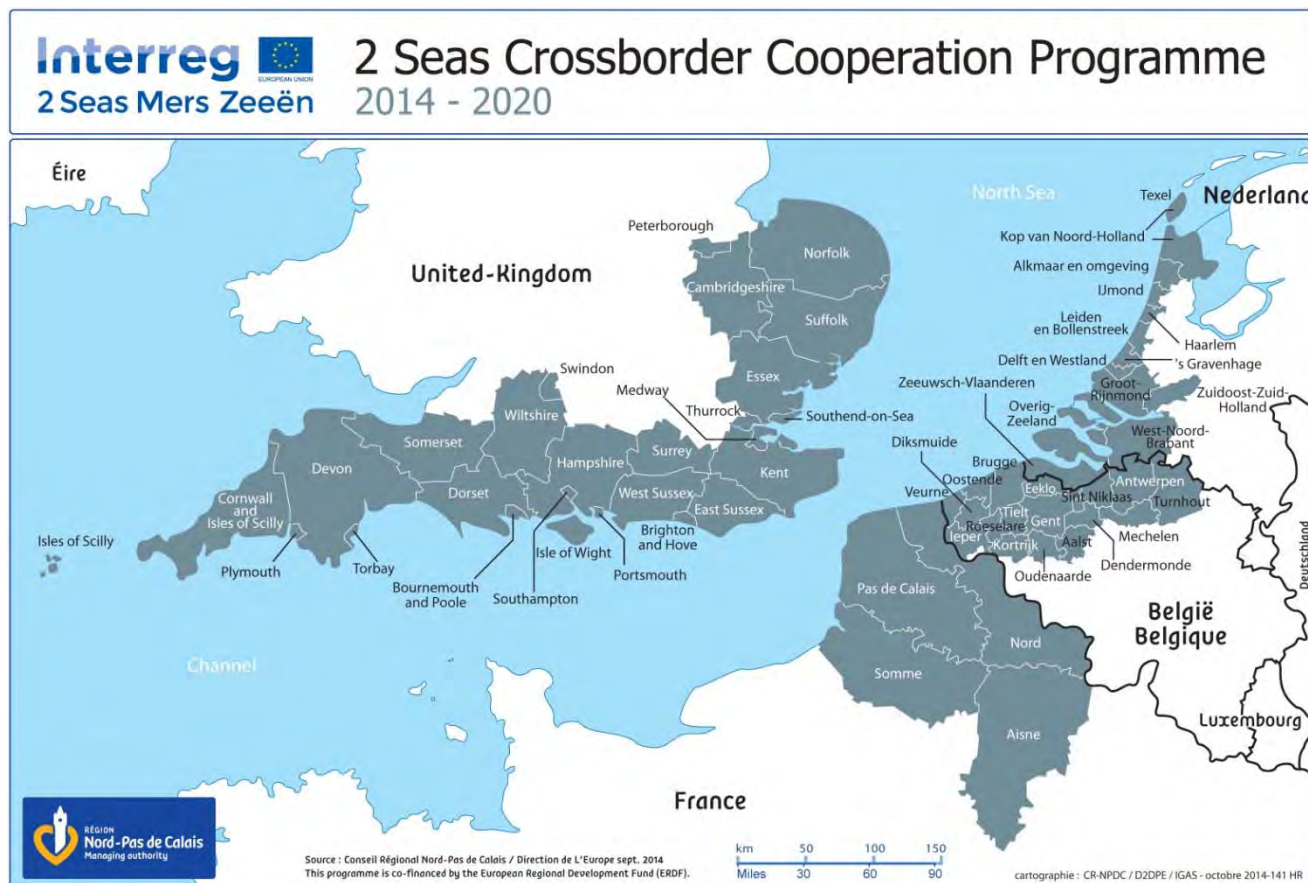 Interreg
EUROPEAN UNION
2 Seas Mers Zeeën
2 Seas Crossborder Cooperation Programme
2014 - 2020
Éire
United-Kingdom
North Sea
Nederland
Texel
Kop van Noord-Holland
Alkmaar en omgeving
IJmond
Leiden
en Bollenstreek
Haarlem
Delft en Westland
's Gravenhage
Zeeuwsch-Vlaanderen
Groot-
Rijnmond
Zuidoost-Zuid-
Holland
Overig-
Zeeland
West-Noord-
Brabant
Peterborough
Norfolk
Cambridgeshire
Suffolk
Essex
Swindon
Medway
Thurrock
Southend-on-Sea
Wiltshire
Somerset
Devon
Hampshire
Surrey
Kent
Dorset
West Sussex
East Sussex
Cornwall
and
Isles of Scilly
Isles of Scilly
Plymouth
Torbay
Bournemouth
and Poole
Southampton
Isle of Wight
Portsmouth
Brighton
and Hove
Diksmuide
Brugge
Oostende
Veurne
Eeklo
Antwerpen
Sint Niklaas
Turnhout
Tielt
Roeselare
Gent
Ieper
Kortrijk
Aalst
Mechelen
Dendermonde
Oudenaarde
Pas de Calais
Nord
Somme
Aisne
België
Belgique
Deutschland
Luxembourg
France
Channel
RÉGION
Nord-Pas de Calais
Managing authority
Source : Conseil Régional Nord-Pas de Calais / Direction de L'Europe sept. 2014
This programme is co-financed by the European Regional Development Fund (ERDF).
km 50 100 150
Miles 30 60 90
cartographie : CR-NPDC / D2DPE / IGAS - octobre 2014-141 HR